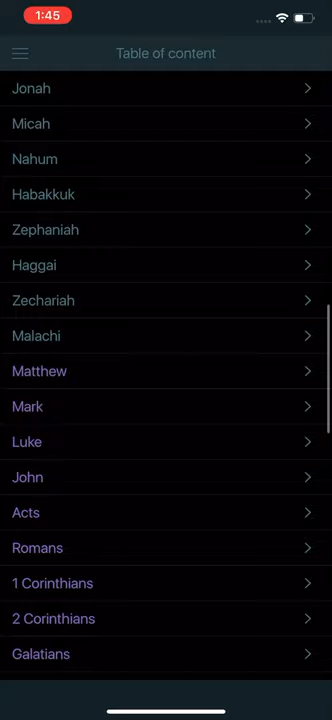 1:45
Table of content
Jonah
Micah
Nahum
Habakkuk
Zephaniah
Haggai
Zechariah
Malachi
Matthew
Mark
Luke
John
Acts
Romans
1 Corinthians
2 Corinthians
Galatians